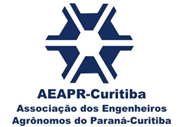 AEAPR-Curitiba
Associação dos Engenheiros
Agrônomos do Paraná-Curitiba